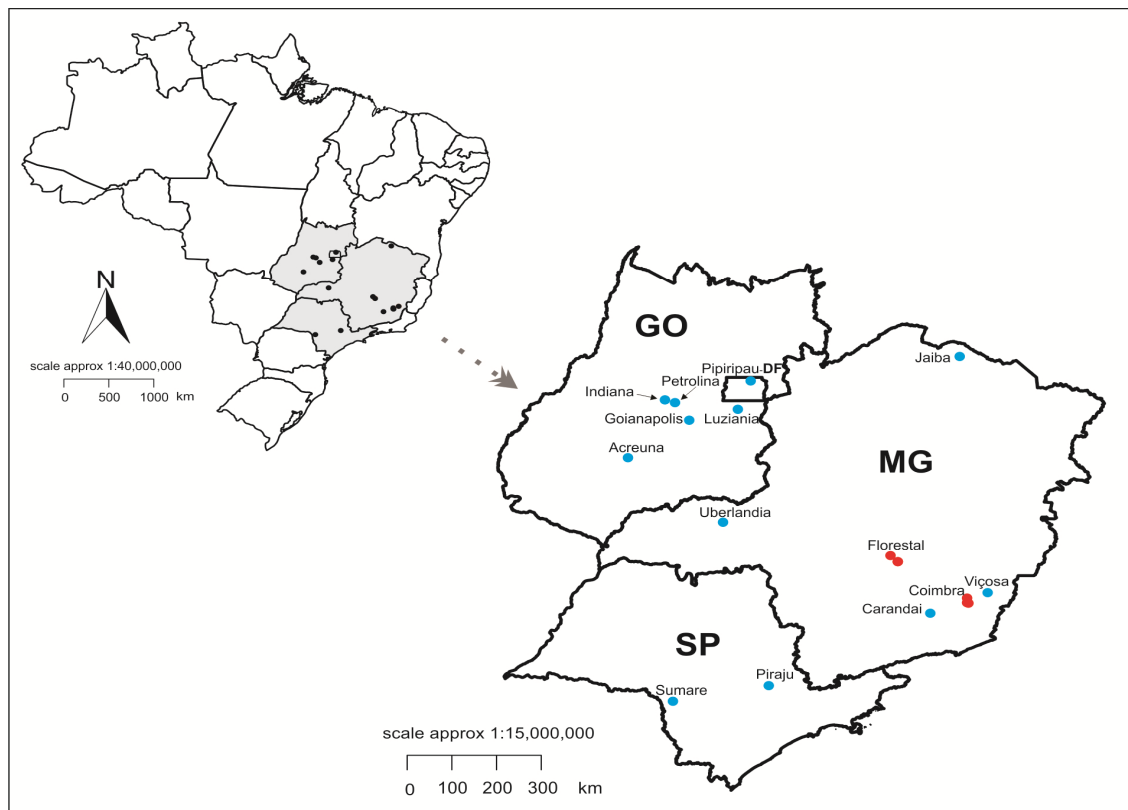 N
scale approx 1:40,000,000
0 500 1000 km
GO
Jaiba
Pipiripau-DF
Petrolina
Indiana
Goianapolis
Luziania
Acreuna
MG
Uberlandia
Florestal
Viçosa
Coimbra
Carandai
SP
Piraju
Sumare
scale approx 1:15,000,000
0 100 200 300 km